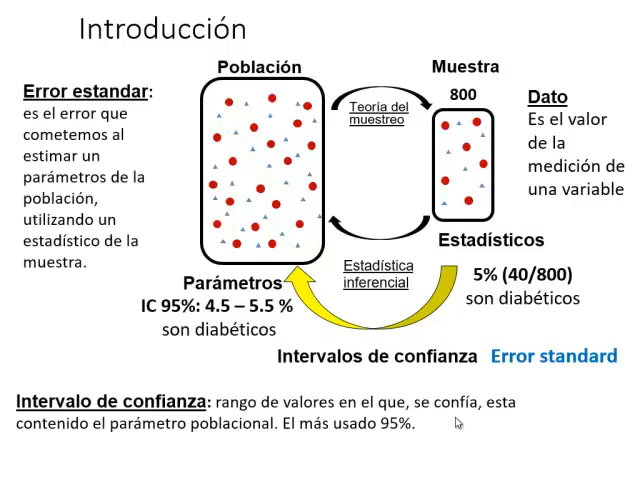 Introducción
Población
Muestra
800
Error estandar:
es el error que
cometemos al
estimar un
parámetros de la
población,
utilizando un
estadístico de la
muestra.
Teoría del
muestreo
Dato
Es el valor
de la
medición de
una variable
Estadísticos
Estadística
inferencial
5% (40/800)
son diabéticos
Parámetros
IC 95%: 4.5 – 5.5 %
son diabéticos
Intervalos de confianza Error standard
Intervalo de confianza: rango de valores en el que, se confía, esta
contenido el parámetro poblacional. El más usado 95%.